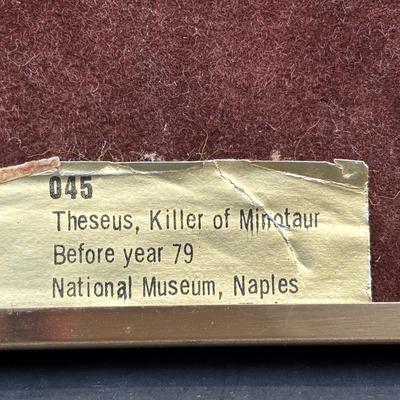 045
Theseus, Killer of Minotaur
Before year 79
National Museum, Naples